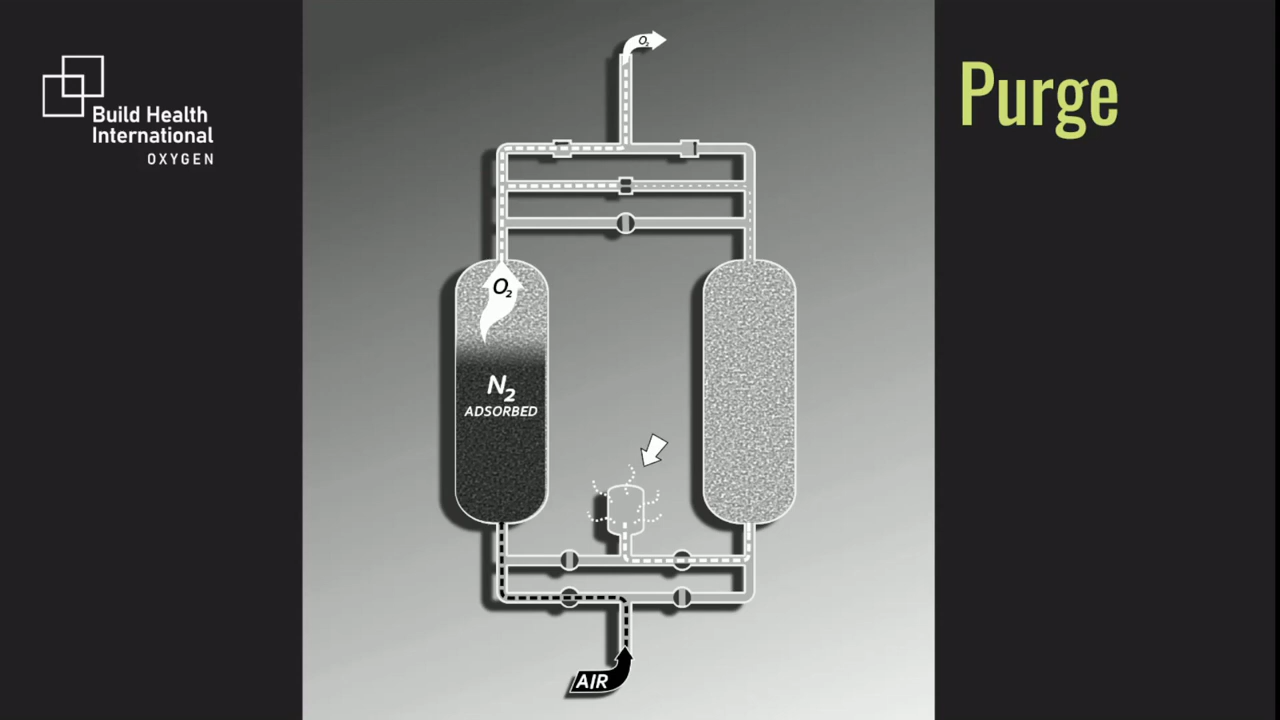 Build Health
International
OXYGEN
Purge
O₂
O₂
N₂
ADSORBED
AIR